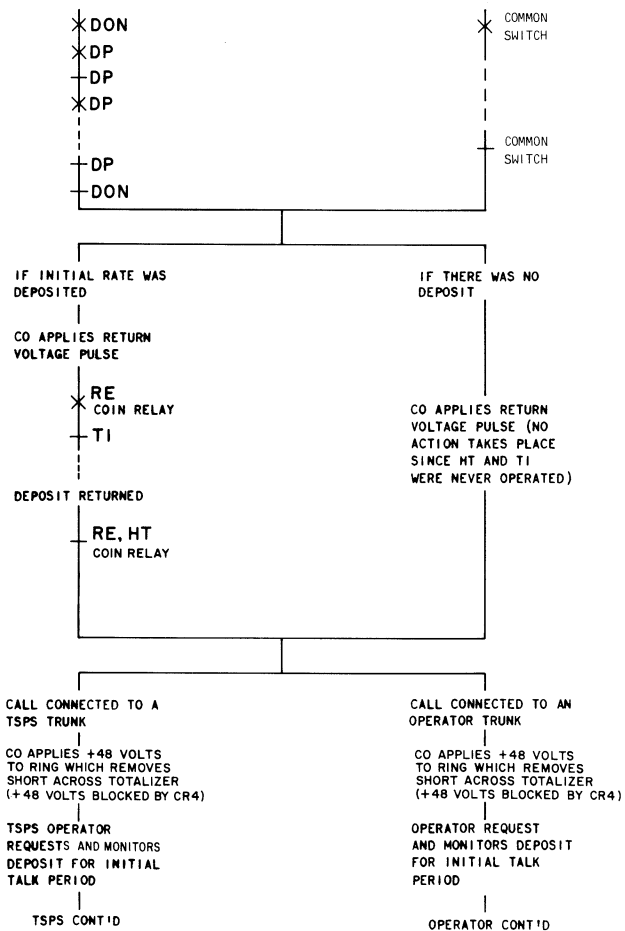 DON
DP
DP
DP
DP
DON
COMMON
SWITCH
COMMON
SWITCH
IF INITIAL RATE WAS
DEPOSITED
CO APPLIES RETURN
VOLTAGE PULSE
RE
COIN RELAY
TI
DEPOSIT RETURNED
RE, HT
COIN RELAY
IF THERE WAS NO
DEPOSIT
CO APPLIES RETURN
VOLTAGE PULSE (NO
ACTION TAKES PLACE
SINCE HT AND TI
WERE NEVER OPERATED)
CALL CONNECTED TO A
TSPS TRUNK
CO APPLIES +48 VOLTS
TO RING WHICH REMOVES
SHORT ACROSS TOTALIZER
(+48 VOLTS BLOCKED BY CR4)
TSPS OPERATOR
REQUESTS AND MONITORS
DEPOSIT FOR INITIAL
TALK PERIOD
TSPS CONT'D
CALL CONNECTED TO AN
OPERATOR TRUNK
CO APPLIES +48 VOLTS
TO RING WHICH REMOVES
SHORT ACROSS TOTALIZER
(+48 VOLTS BLOCKED BY CR4)
OPERATOR REQUEST
AND MONITORS DEPOSIT
FOR INITIAL TALK
PERIOD
OPERATOR CONT'D